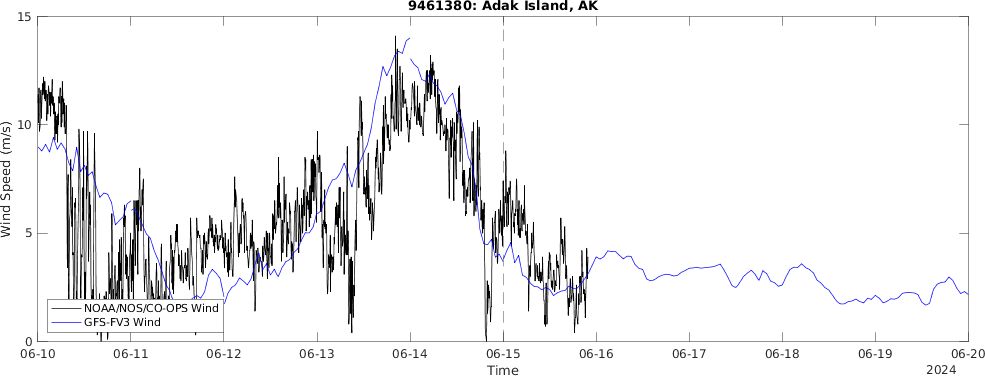 9461380: Adak Island, AK
Wind Speed (m/s)
15
10
5
0
NOAA/NOS/CO-OPS Wind
GFS-FV3 Wind
06-10 06-11 06-12 06-13 06-14 06-15 06-16 06-17 06-18 06-19 06-20
Time
2024